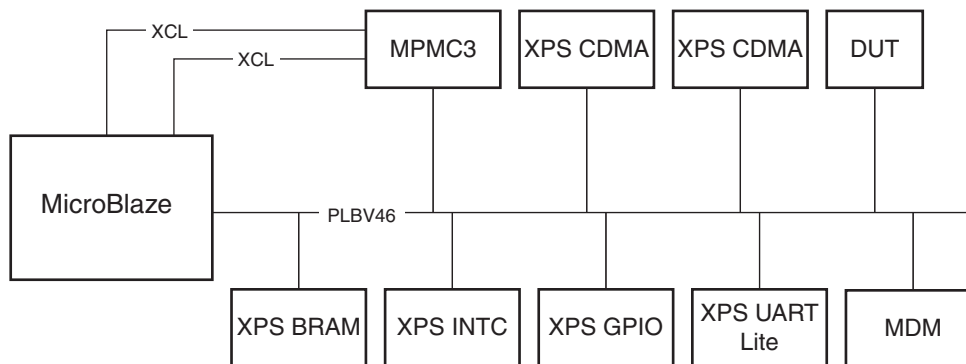 XCL
XCL
MPMC3
XPS CDMA
XPS CDMA
DUT
MicroBlaze
PLBV46
XPS BRAM
XPS INTC
XPS GPIO
XPS UART
Lite
MDM